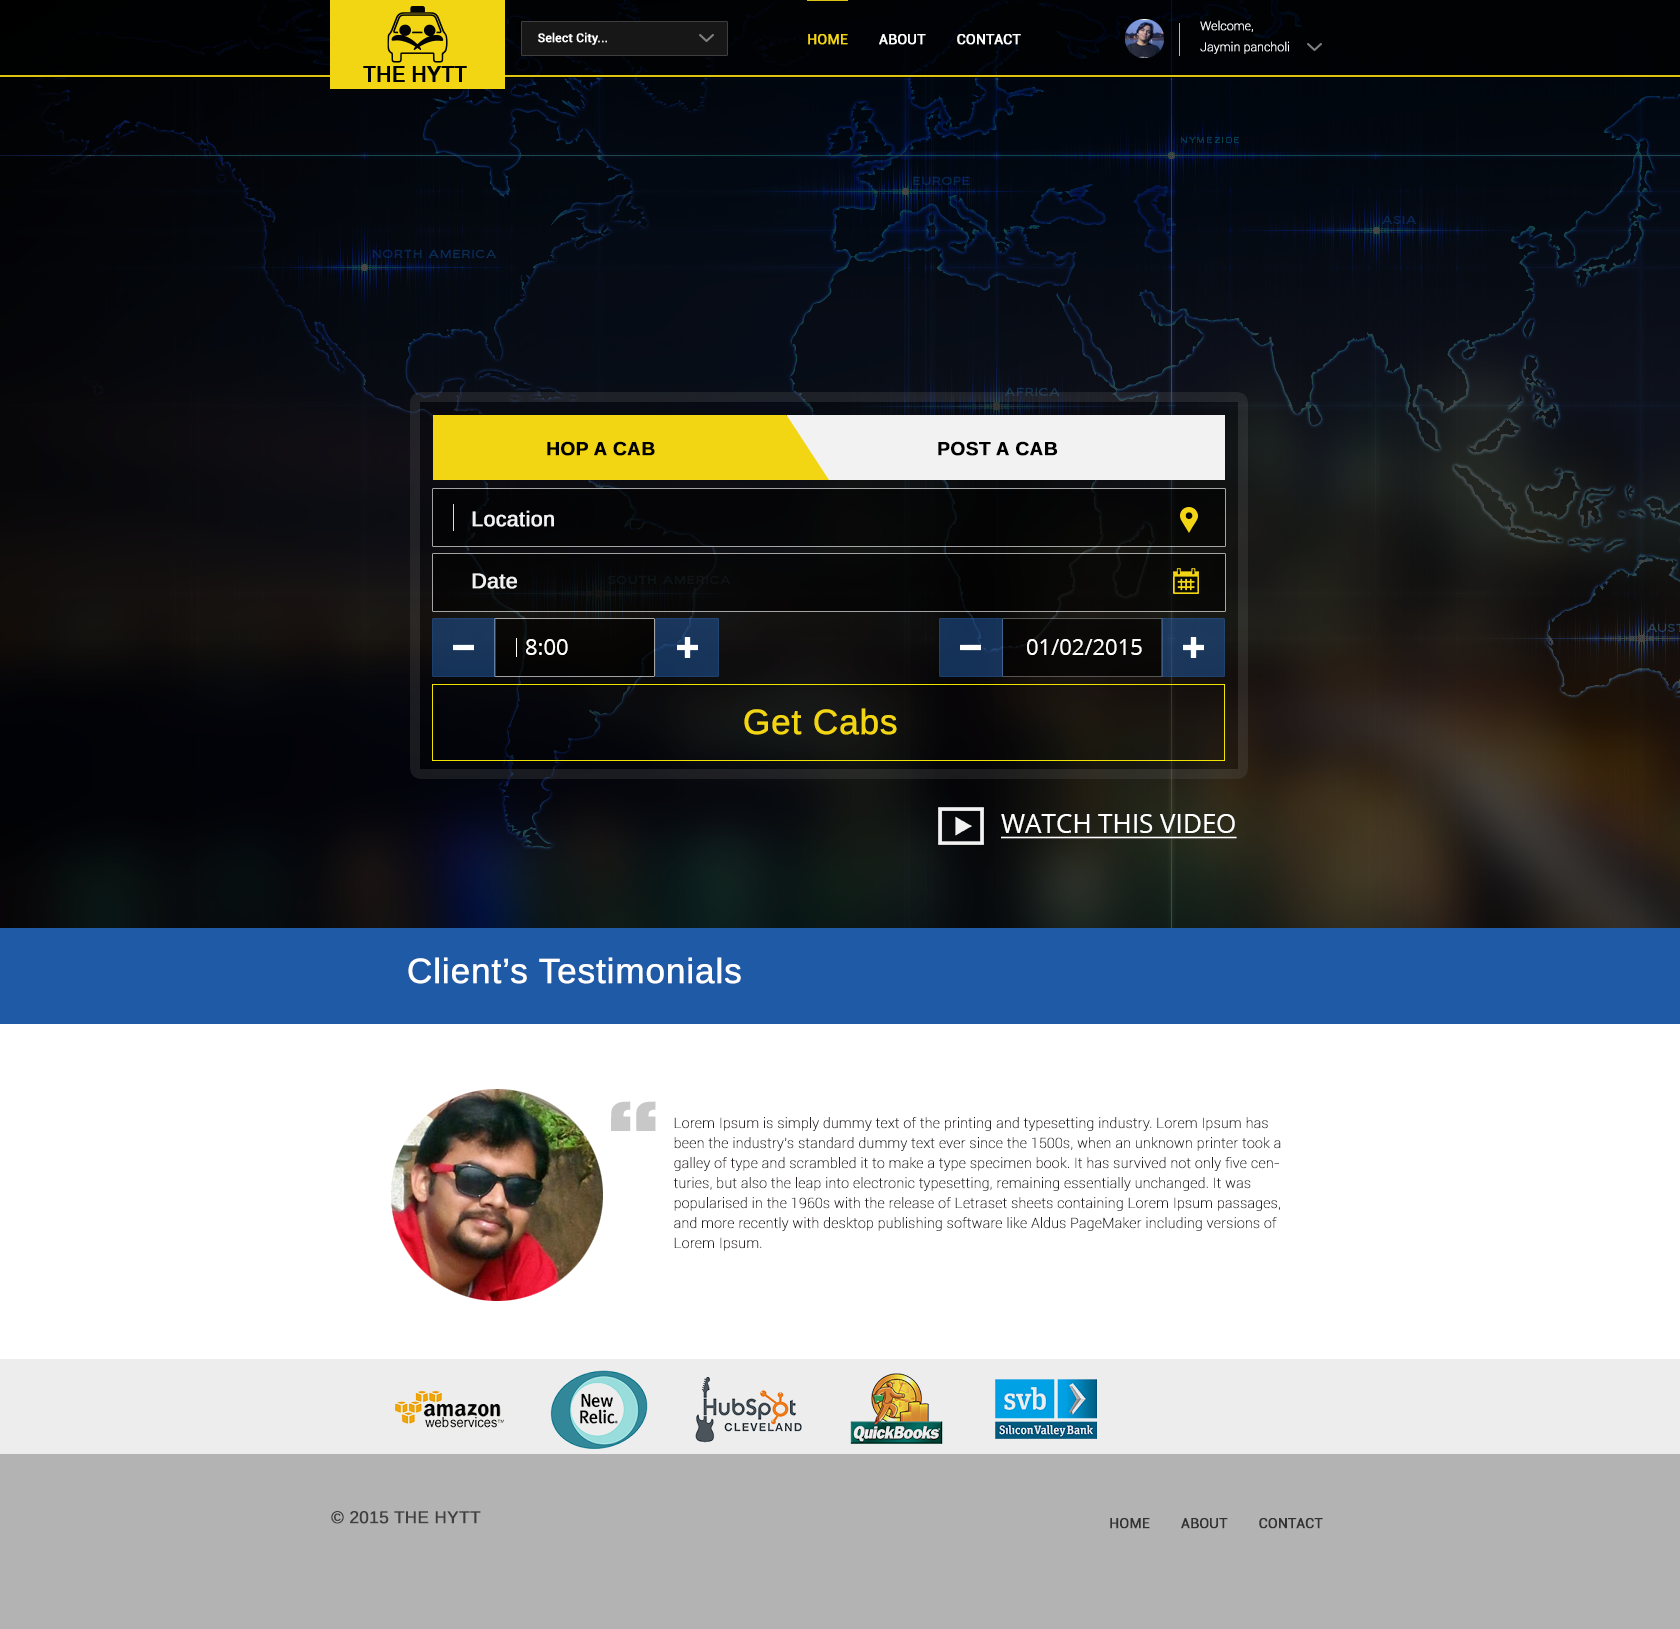 THE HYTT
Select City...
HOME ABOUT CONTACT
Welcome,
Jaymin pancholi
NYMEZIDE
EUROPE
ASIA
NORTH AMERICA
AFRICA
HOP A CAB
POST A CAB
Location
Date
SOUTH AMERICA
AUST
8:00
01/02/2015
Get Cabs
WATCH THIS VIDEO
Client’s Testimonials
“
Lorem Ipsum is simply dummy text of the printing and typesetting industry. Lorem Ipsum has
been the industry's standard dummy text ever since the 1500s, when an unknown printer took a
galley of type and scrambled it to make a type specimen book. It has survived not only five cen-
turies, but also the leap into electronic typesetting, remaining essentially unchanged. It was
popularised in the 1960s with the release of Letraset sheets containing Lorem Ipsum passages,
and more recently with desktop publishing software like Aldus PageMaker including versions of
Lorem Ipsum.
amazon
webservices™
New
Relic.
HubSpot
CLEVELAND
QuickBooks
svb
Silicon Valley Bank
© 2015 THE HYTT
HOME ABOUT CONTACT